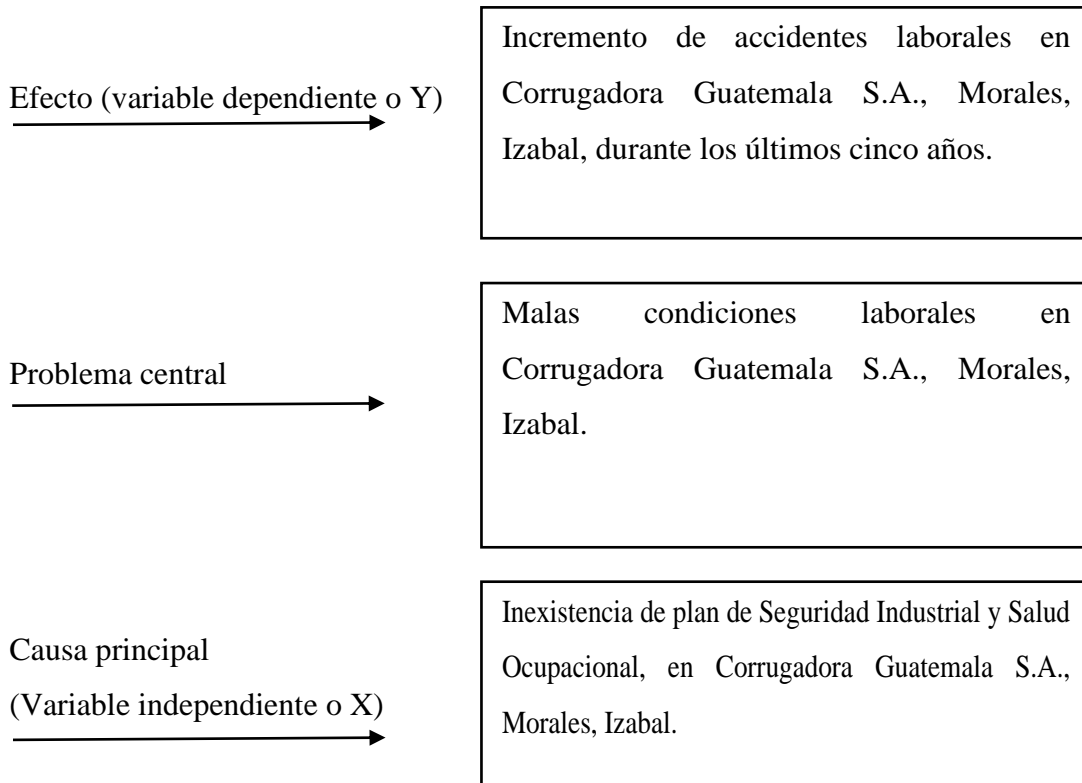 Efecto (variable dependiente o Y)
Incremento de accidentes laborales en
Corrugadora Guatemala S.A., Morales,
Izabal, durante los últimos cinco años.
Problema central
Malas condiciones laborales en
Corrugadora Guatemala S.A., Morales,
Izabal.
Causa principal
(Variable independiente o X)
Inexistencia de plan de Seguridad Industrial y Salud
Ocupacional, en Corrugadora Guatemala S.A.,
Morales, Izabal.